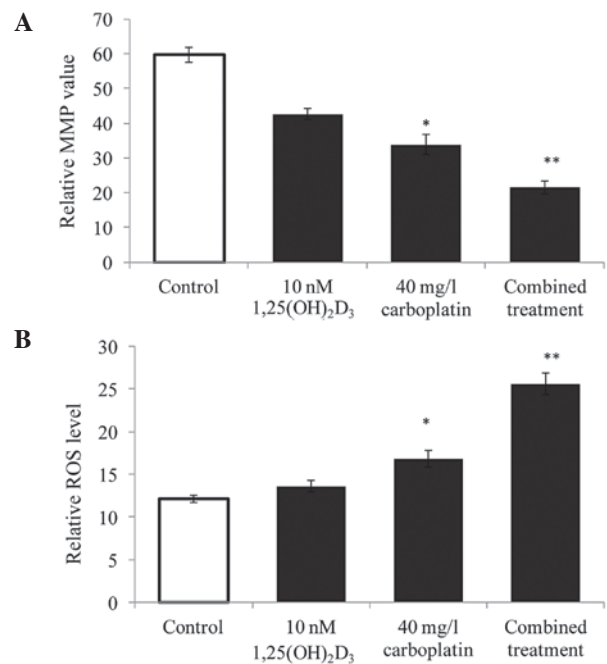 A
Relative MMP value
70
60
50
40
30
20
10
0
*
**
Control
10 nM
1,25(OH)₂D₃
40 mg/l
carboplatin
Combined
treatment
B
Relative ROS level
30
25
20
15
10
5
0
*
**
Control
10 nM
1,25(OH)₂D₃
40 mg/l
carboplatin
Combined
treatment